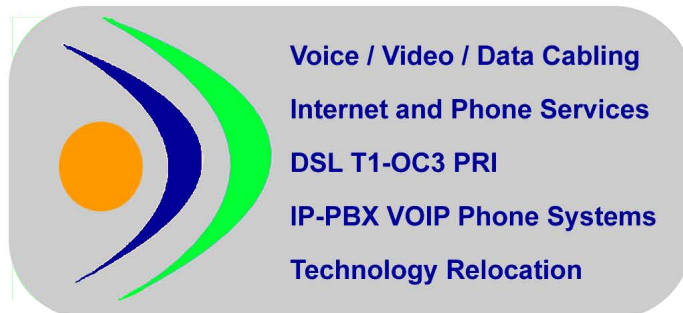 Voice / Video / Data Cabling
Internet and Phone Services
DSL T1-OC3 PRI
IP-PBX VOIP Phone Systems
Technology Relocation